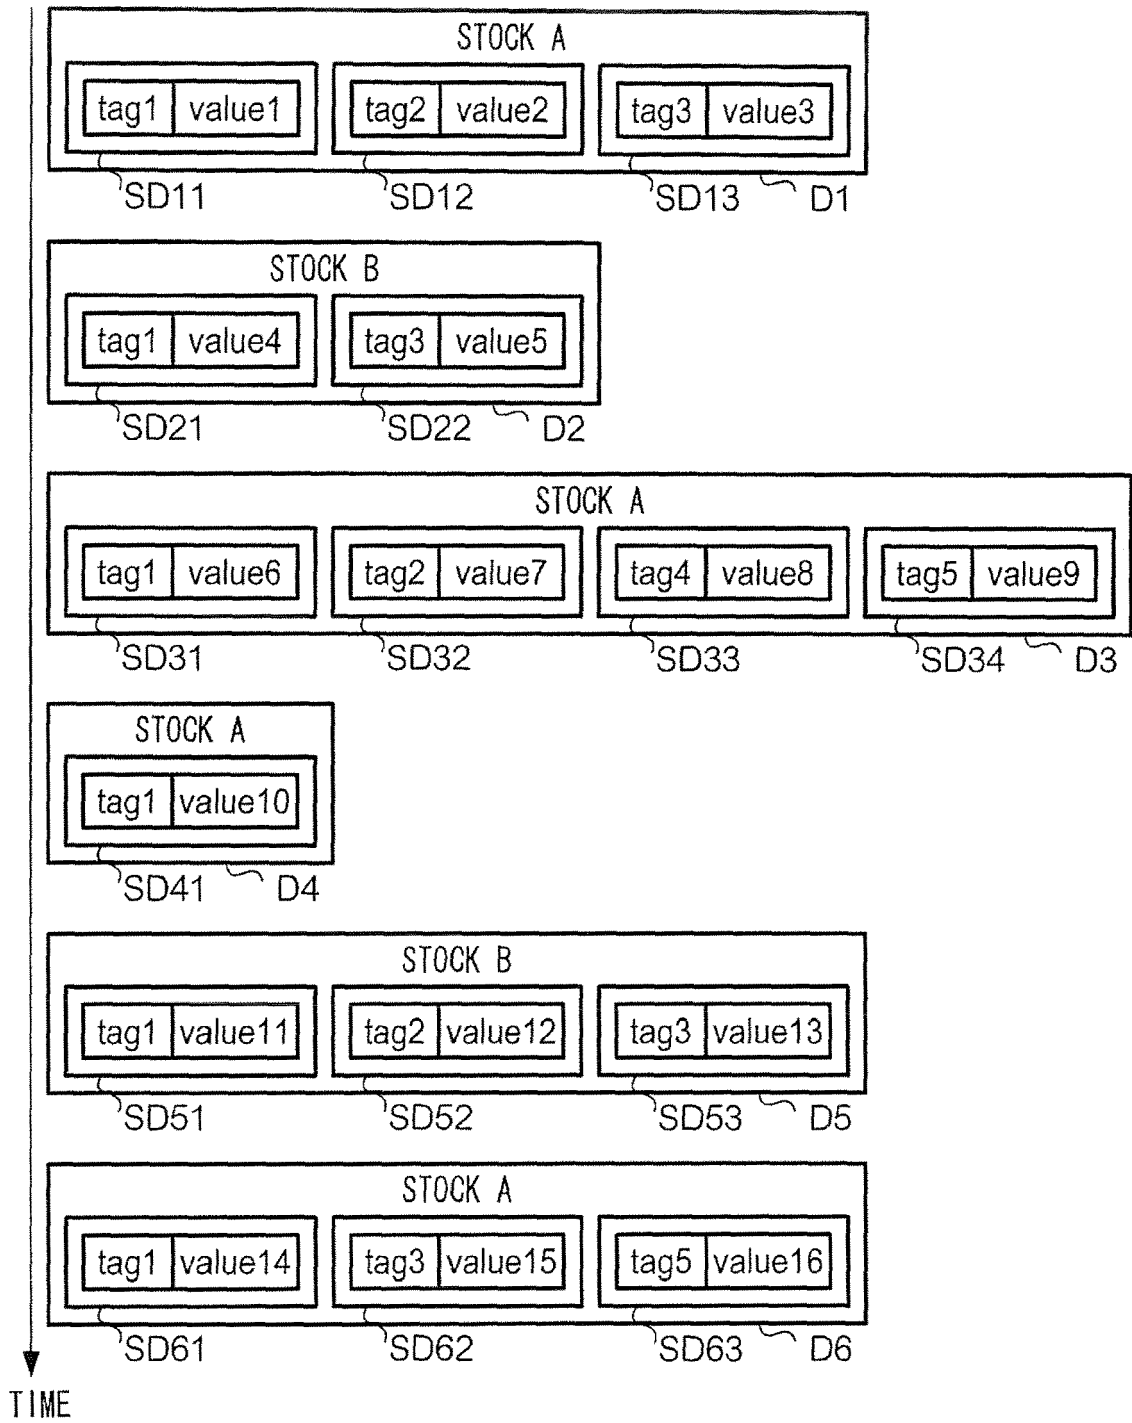 STOCK A
tag1 value1 tag2 value2 tag3 value3
SD11 SD12 SD13 D1
STOCK B
tag1 value4 tag3 value5
SD21 SD22 D2
STOCK A
tag1 value6 tag2 value7 tag4 value8 tag5 value9
SD31 SD32 SD33 SD34 D3
STOCK A
tag1 value10
SD41 D4
STOCK B
tag1 value11 tag2 value12 tag3 value13
SD51 SD52 SD53 D5
STOCK A
tag1 value14 tag3 value15 tag5 value16
SD61 SD62 SD63 D6
TIME